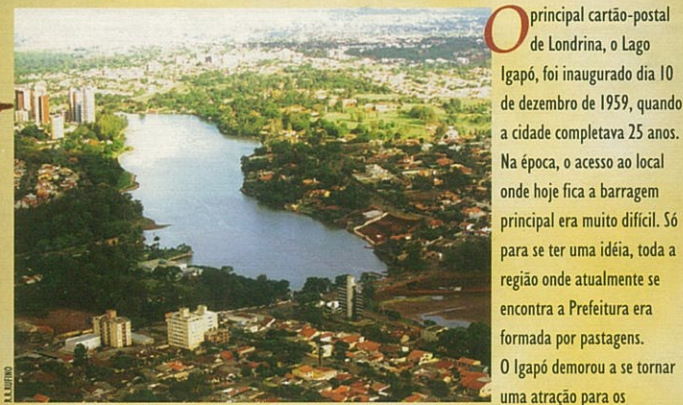 O principal cartão-postal
de Londrina, o Lago
Igapó, foi inaugurado dia 10
de dezembro de 1959, quando
a cidade completava 25 anos.
Na época, o acesso ao local
onde hoje fica a barragem
principal era muito difícil. Só
para se ter uma idéia, toda a
região onde atualmente se
encontra a Prefeitura era
formada por pastagens.
O Igapó demorou a se tornar
uma atração para os
R.R.RUFINO